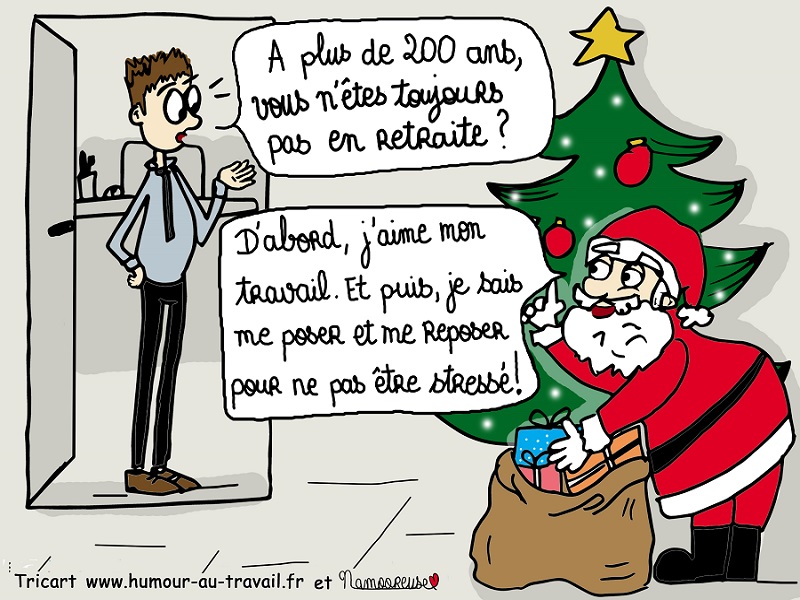 A plus de 200 ans,
vous n'êtes toujours
pas en retraite ?
D'abord, j'aime mon
travail. Et puis, je sais
me poser et me reposer
pour ne pas être stressé!
Tricart www.humour-au-travail.fr et Namooreuse